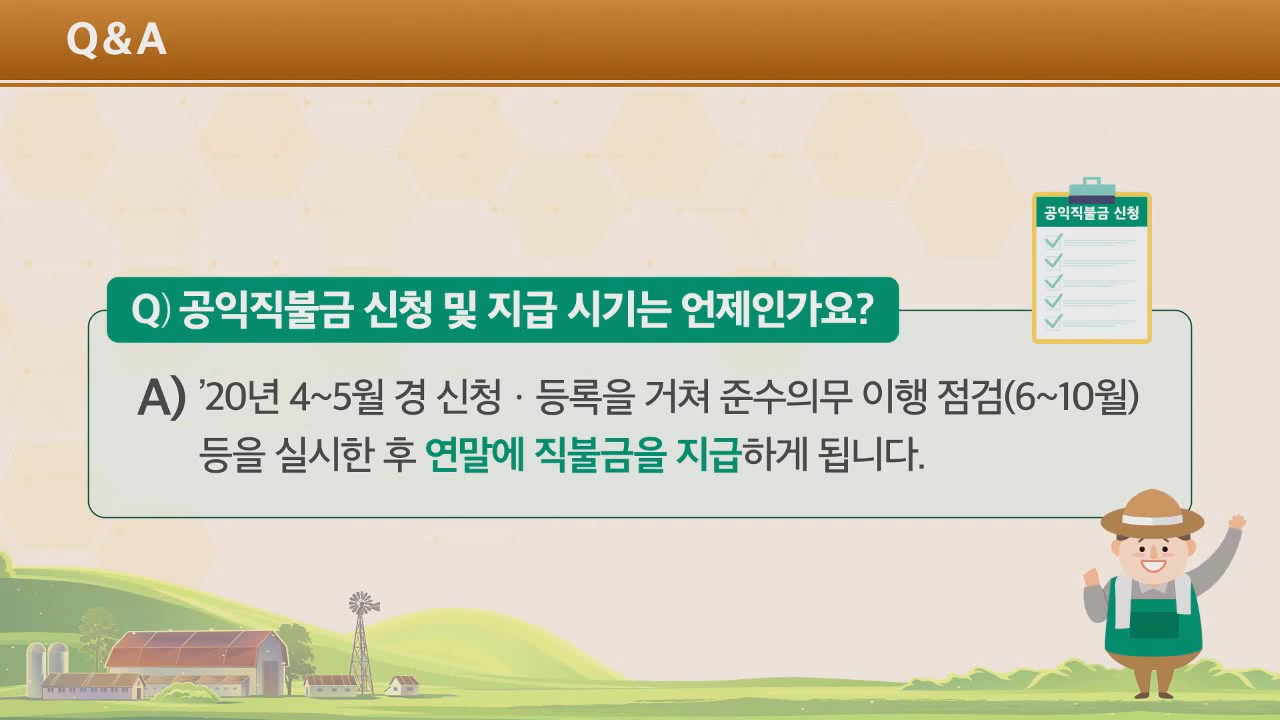 Q&A
공익직불금 신청
Q) 공익직불금 신청 및 지급 시기는 언제인가요?
A) ’20년 4~5월 경 신청 · 등록을 거쳐 준수의무 이행 점검(6~10월)
등을 실시한 후 연말에 직불금을 지급하게 됩니다.